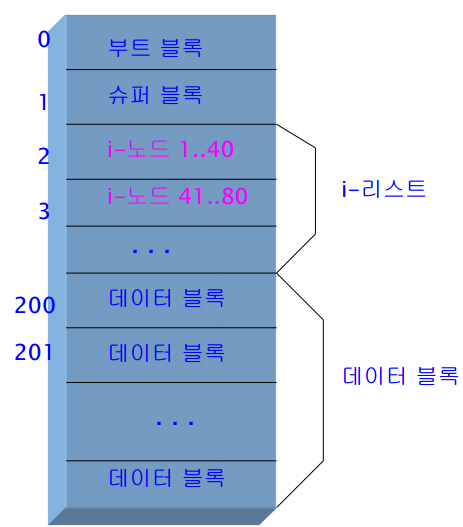 0 부트 블록
1 슈퍼 블록
2 i-노드 1..40
3 i-노드 41..80
...
i-리스트
200 데이터 블록
201 데이터 블록
...
데이터 블록
데이터 블록